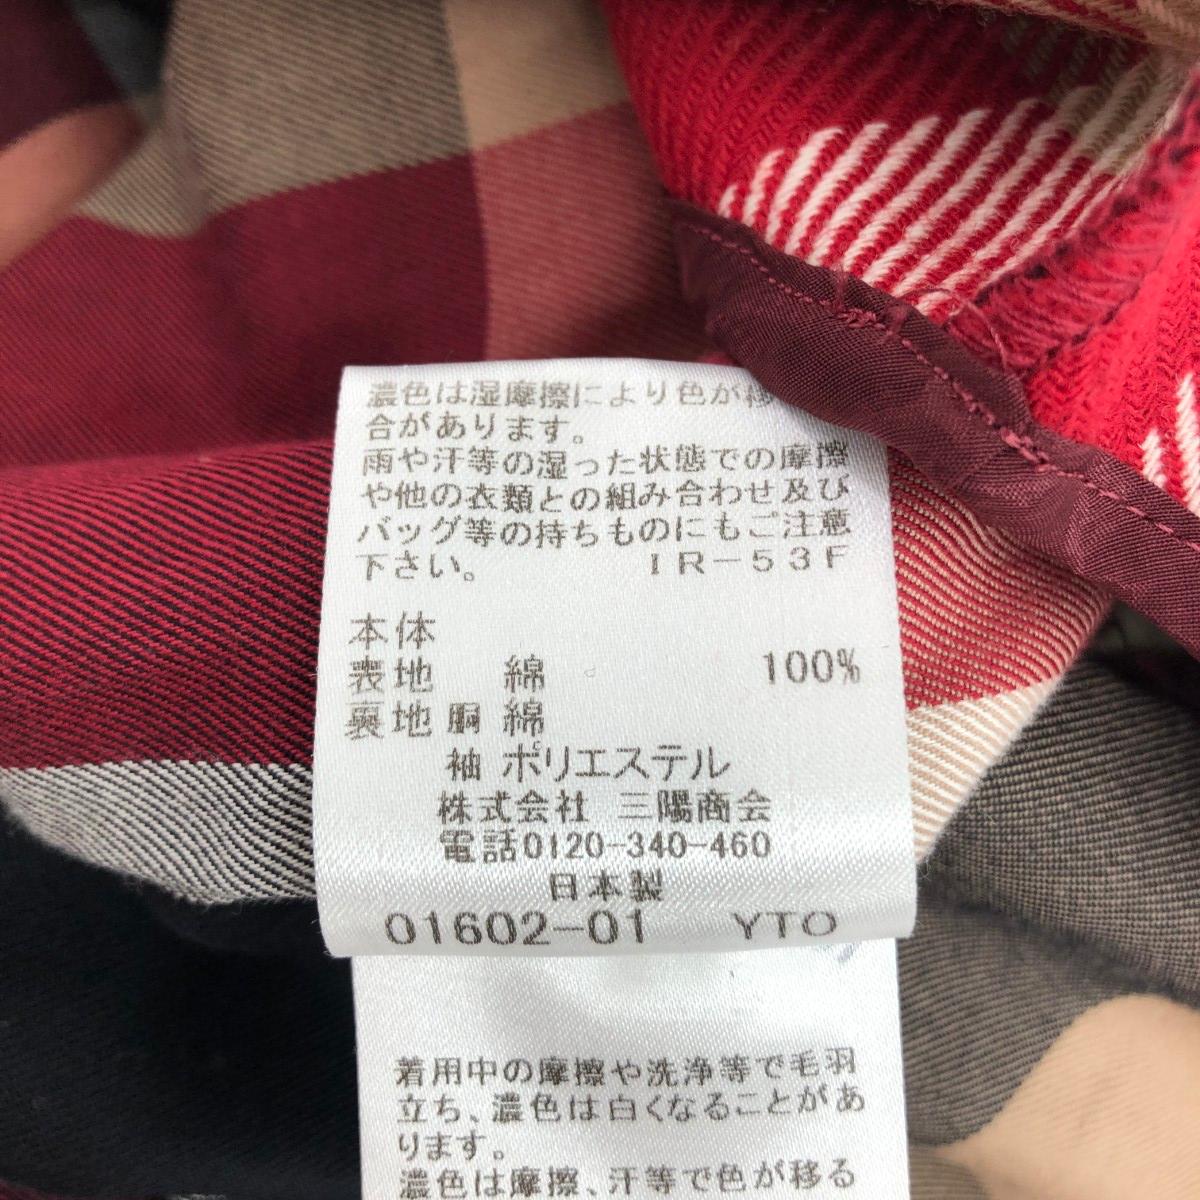 濃色は湿摩擦により色が移
合があります。
雨や汗等の湿った状態での摩擦
や他の衣類との組み合わせ及び
バッグ等の持ちものにもご注意
下さい。 IR-53F
本体
表地 綿 100%
裏地 胴 綿
袖 ポリエステル
株式会社 三陽商会
電話0120-340-460
日本製
01602-01 YTO
着用中の摩擦や洗浄等で毛羽
立ち、濃色は白くなることがあ
ります。
濃色は摩擦、汗等で色が移る